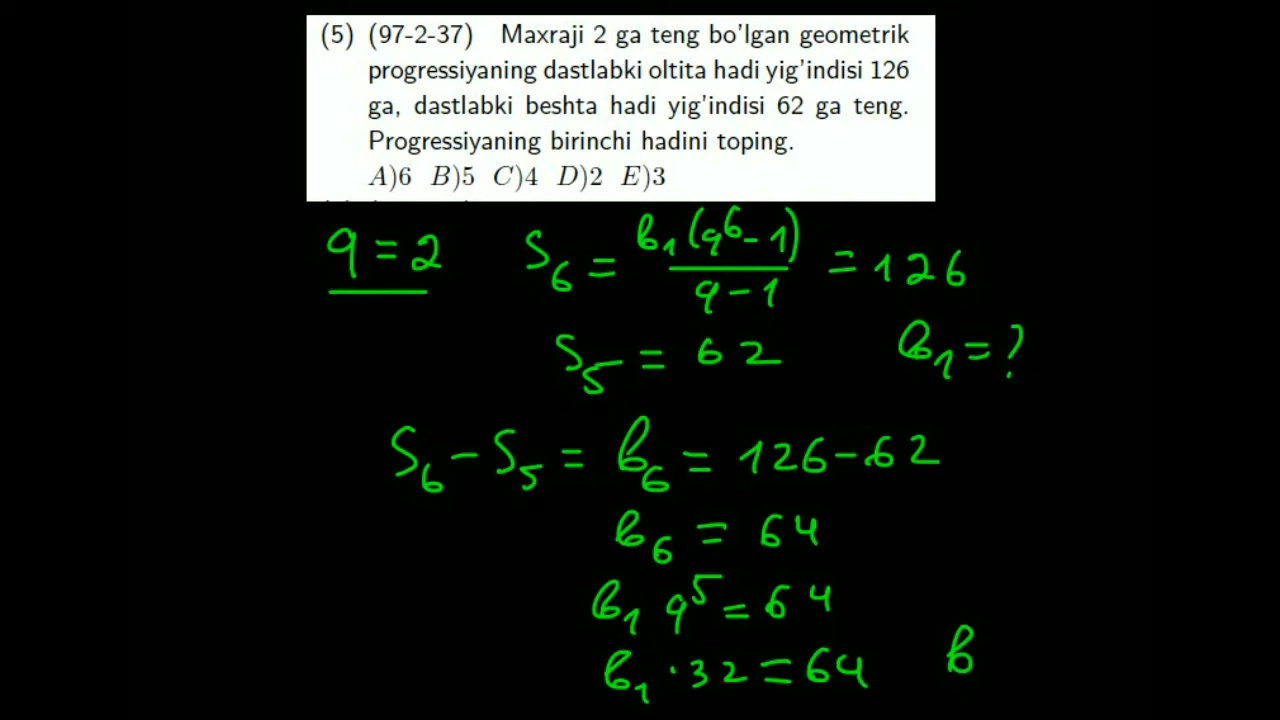 (5) (97-2-37) Maxraji 2 ga teng bo'lgan geometrik
progressiyaning dastlabki oltita hadi yig'indisi 126
ga, dastlabki beshta hadi yig'indisi 62 ga teng.
Progressiyaning birinchi hadini toping.
A)6 B)5 C)4 D)2 E)3
q = 2 S₆ = b₁(q⁶-1)/(q-1) = 126
S₅ = 62 b₁ = ?
S₆ - S₅ = b₆ = 126 - 62
b₆ = 64
b₁ q⁵ = 64
b₁ · 32 = 64 b